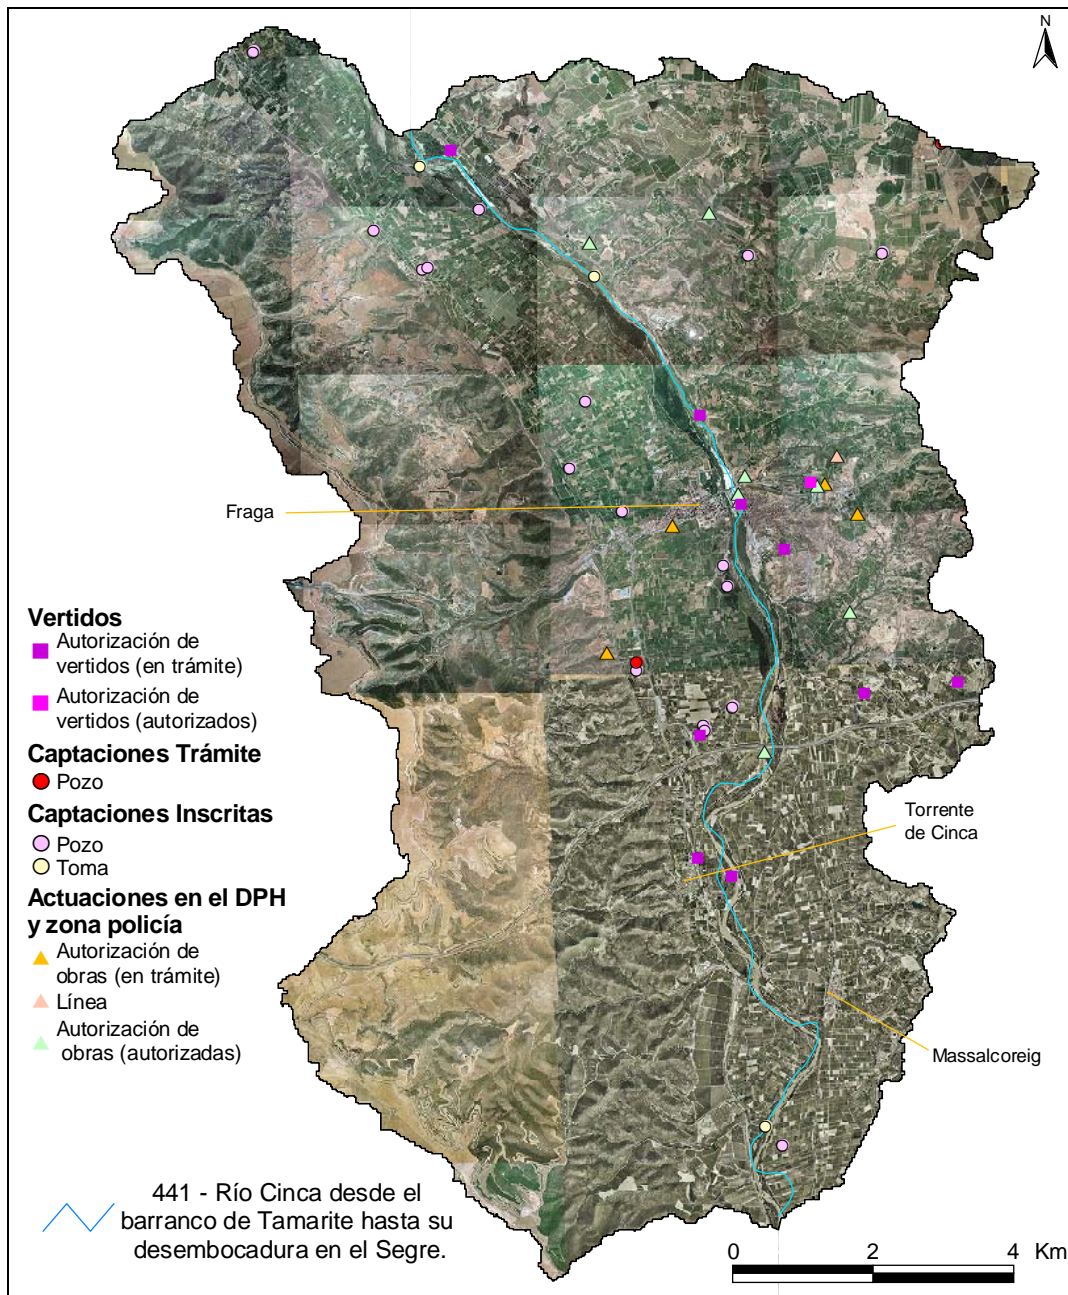 N
Fraga
Vertidos
Autorización de
vertidos (en trámite)
Autorización de
vertidos (autorizados)
Captaciones Trámite
Pozo
Captaciones Inscritas
Pozo
Toma
Actuaciones en el DPH
y zona policía
Autorización de
obras (en trámite)
Línea
Autorización de
obras (autorizadas)
Torrente
de Cinca
Massalcoreig
441 - Río Cinca desde el
barranco de Tamarite hasta su
desembocadura en el Segre.
0 2 4 Km